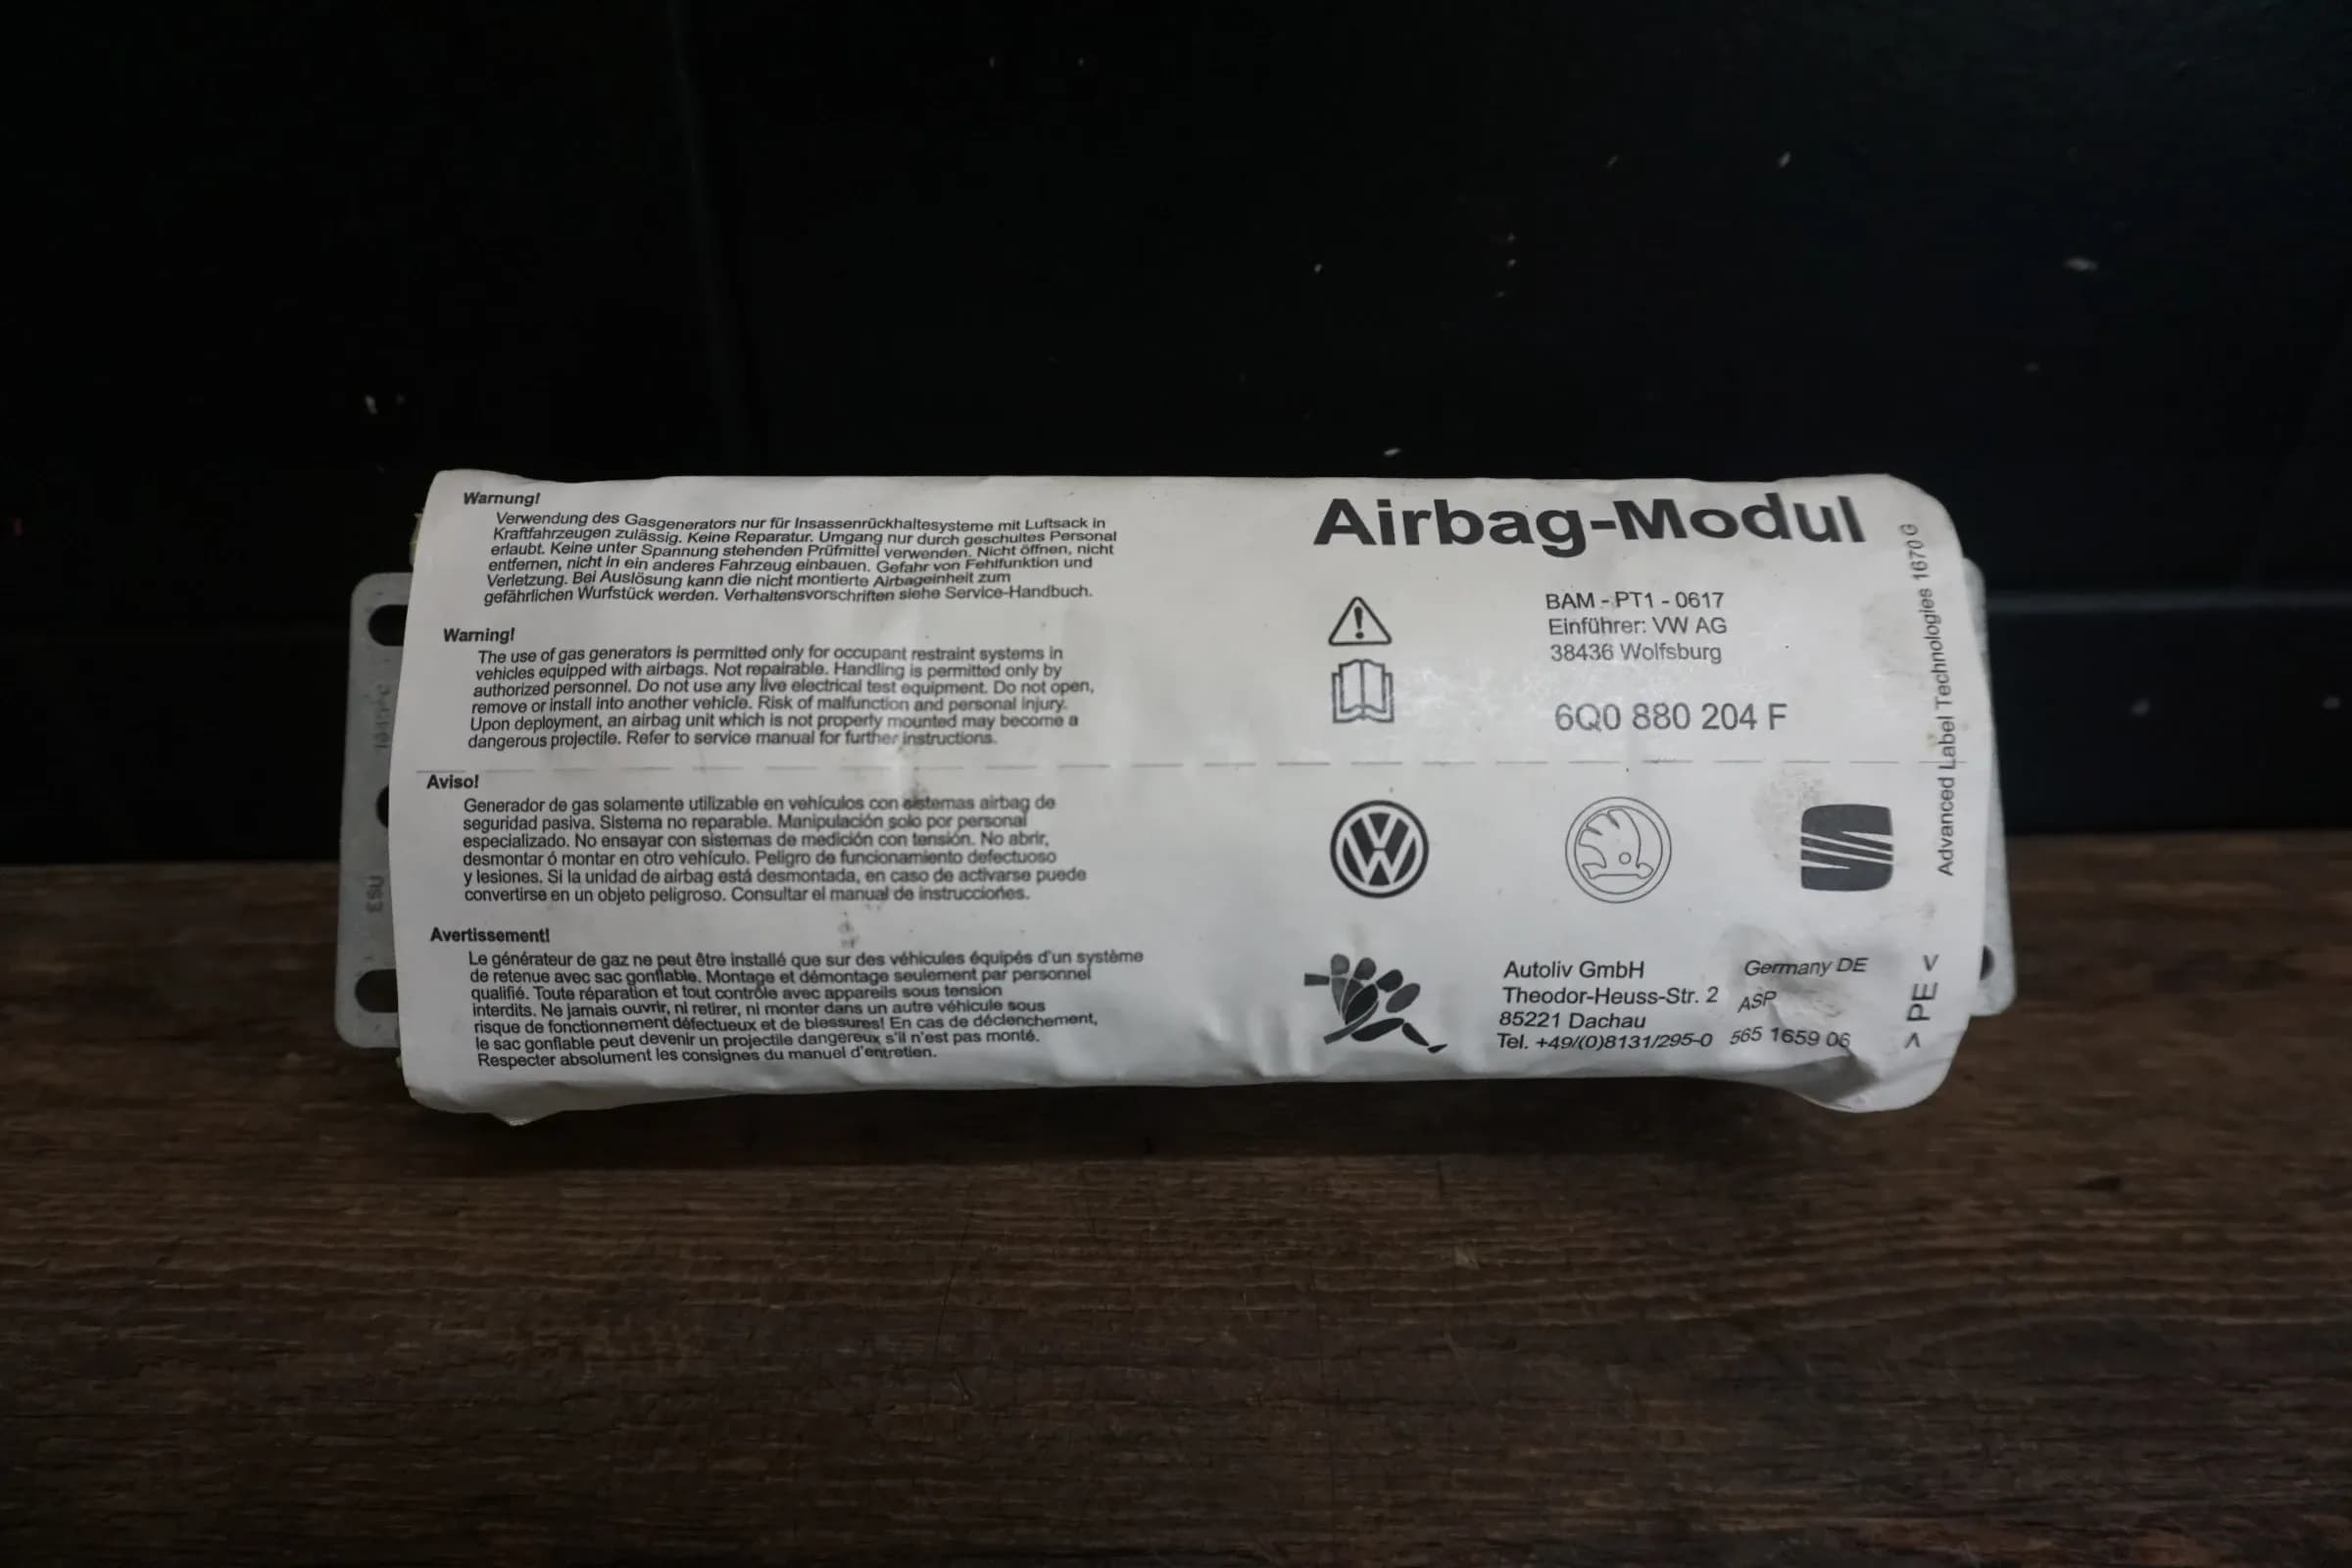 Warnung!
Verwendung des Gasgenerators nur für Insassenrückhaltesysteme mit Luftsack in
Kraftfahrzeugen zulässig. Keine Reparatur. Umgang nur durch geschultes Personal
erlaubt. Keine unter Spannung stehenden Prüfmittel verwenden. Nicht öffnen, nicht
entfernen, nicht in ein anderes Fahrzeug einbauen. Gefahr von Fehlfunktion und
Verletzung. Bei Auslösung kann die nicht montierte Airbageinheit zum
gefährlichen Wurfstück werden. Verhaltensvorschriften siehe Service-Handbuch.
Warning!
The use of gas generators is permitted only for occupant restraint systems in
vehicles equipped with airbags. Not repairable. Handling is permitted only by
authorized personnel. Do not use any live electrical test equipment. Do not open,
remove or install into another vehicle. Risk of malfunction and personal injury.
Upon deployment, an airbag unit which is not properly mounted may become a
dangerous projectile. Refer to service manual for further instructions.
Aviso!
Generador de gas solamente utilizable en vehículos con sistemas airbag de
seguridad pasiva. Sistema no reparable. Manipulación solo por personal
especializado. No ensayar con sistemas de medición con tensión. No abrir,
desmontar ó montar en otro vehículo. Peligro de funcionamiento defectuoso
y lesiones. Si la unidad de airbag está desmontada, en caso de activarse puede
convertirse en un objeto peligroso. Consultar el manual de instrucciones.
Avertissement!
Le générateur de gaz ne peut être installé que sur des véhicules équipés d'un système
de retenue avec sac gonflable. Montage et démontage seulement par personnel
qualifié. Toute réparation et tout contrôle avec appareils sous tension
interdits. Ne jamais ouvrir, ni retirer, ni monter dans un autre véhicule sous
risque de fonctionnement défectueux et de blessures! En cas de déclenchement,
le sac gonflable peut devenir un projectile dangereux s'il n'est pas monté.
Respecter absolument les consignes du manuel d'entretien.
Airbag-Modul
BAM - PT1 - 0617
Einführer: VW AG
38436 Wolfsburg
6Q0 880 204 F
Autoliv GmbH
Theodor-Heuss-Str. 2
85221 Dachau
Tel. +49/(0)8131/295-0
Germany DE
ASP
565 1659 06
Advanced Label Technologies 1670 G
> PE <
ESU